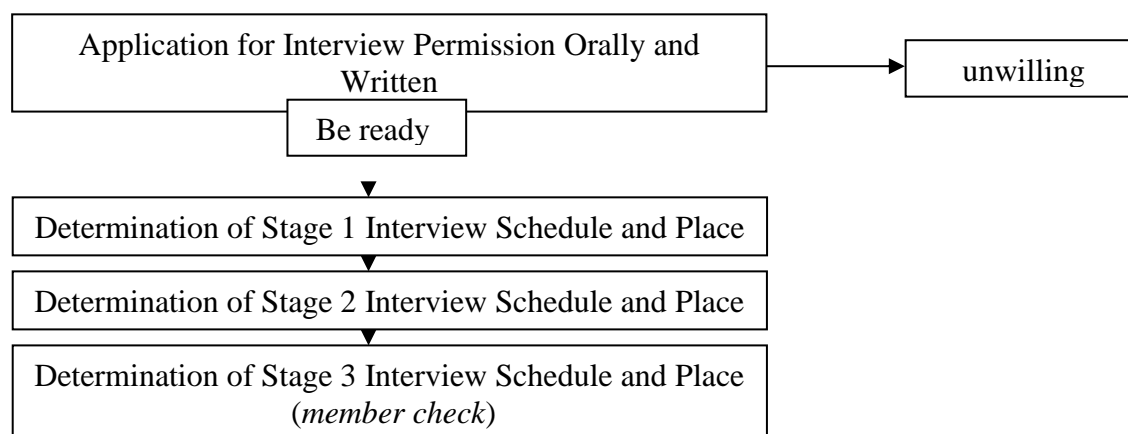 Application for Interview Permission Orally and
Written
unwilling
Be ready
Determination of Stage 1 Interview Schedule and Place
Determination of Stage 2 Interview Schedule and Place
Determination of Stage 3 Interview Schedule and Place
(member check)